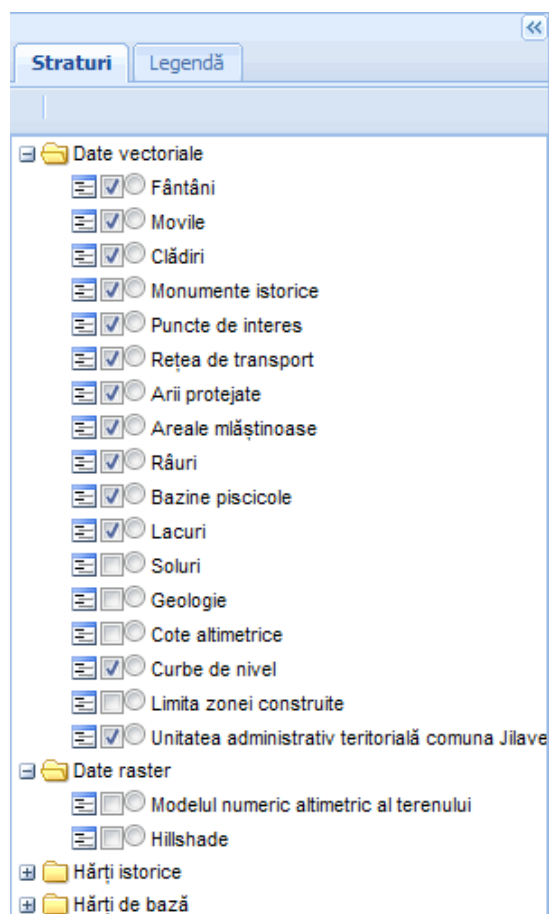 Straturi Legendă
Date vectoriale
Fântâni
Movile
Clădiri
Monumente istorice
Puncte de interes
Rețea de transport
Arii protejate
Areale mlăștinoase
Râuri
Bazine piscicole
Lacuri
Soluri
Geologie
Cote altimetrice
Curbe de nivel
Limita zonei construite
Unitatea administrativ teritorială comuna Jilave
Date raster
Modelul numeric altimetric al terenului
Hillshade
Hărți istorice
Hărți de bază